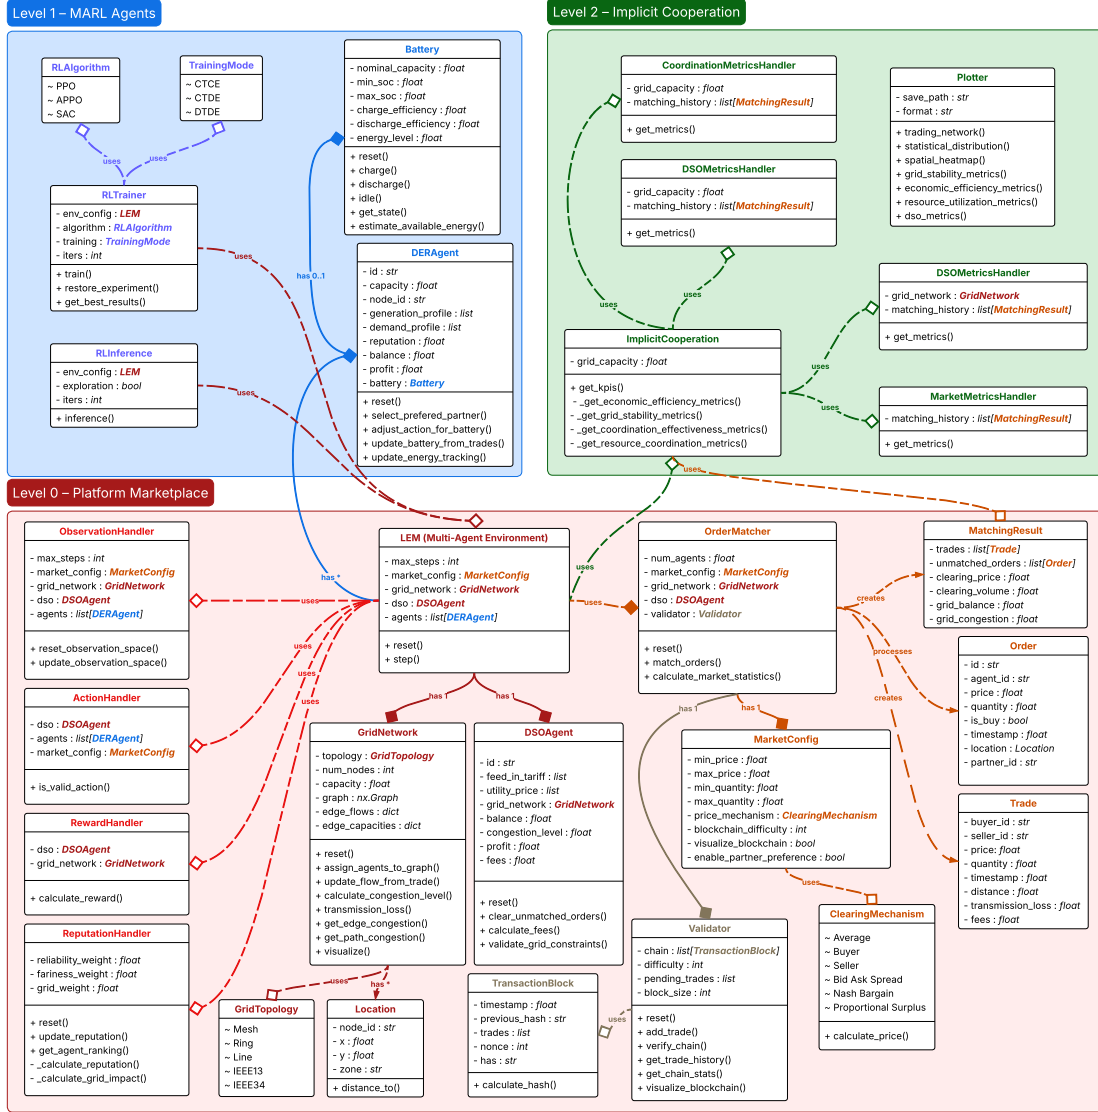 Level 1 – MARL Agents
RLAlgorithm
~ PPO
~ APPO
~ SAC
TrainingMode
~ CTCE
~ CTDE
~ DTDE
uses
uses
RLTrainer
- env_config : LEM
- algorithm : RLAlgorithm
- training : TrainingMode
- iters : int
+ train()
+ restore_experiment()
+ get_best_results()
uses
RLInference
- env_config : LEM
- exploration : bool
- iters : int
+ inference()
uses
Battery
- nominal_capacity : float
- min_soc : float
- max_soc : float
- charge_efficiency : float
- discharge_efficiency : float
- energy_level : float
+ reset()
+ charge()
+ discharge()
+ idle()
+ get_state()
+ estimate_available_energy()
has 0..1
DERAgent
- id : str
- capacity : float
- node_id : str
- generation_profile : list
- demand_profile : list
- reputation : float
- balance : float
- profit : float
- battery : Battery
+ reset()
+ select_prefered_partner()
+ adjust_action_for_battery()
+ update_battery_from_trades()
+ update_energy_tracking()
Level 2 – Implicit Cooperation
CoordinationMetricsHandler
- grid_capacity : float
- matching_history : list[MatchingResult]
+ get_metrics()
DSOMetricsHandler
- grid_capacity : float
- matching_history : list[MatchingResult]
+ get_metrics()
Plotter
- save_path : str
- format : str
+ trading_network()
+ statistical_distribution()
+ spatial_heatmap()
+ grid_stability_metrics()
+ economic_efficiency_metrics()
+ resource_utilization_metrics()
+ dso_metrics()
uses
uses
ImplicitCooperation
- grid_capacity : float
+ get_kpis()
- _get_economic_efficiency_metrics()
- _get_grid_stability_metrics()
- _get_coordination_effectiveness_metrics()
- _get_resource_coordination_metrics()
uses
uses
DSOMetricsHandler
- grid_network : GridNetwork
- matching_history : list[MatchingResult]
+ get_metrics()
MarketMetricsHandler
- matching_history : list[MatchingResult]
+ get_metrics()
uses
Level 0 – Platform Marketplace
ObservationHandler
- max_steps : int
- market_config : MarketConfig
- grid_network : GridNetwork
- dso : DSOAgent
- agents : list[DERAgent]
+ reset_observation_space()
+ update_observation_space()
ActionHandler
- dso : DSOAgent
- agents : list[DERAgent]
- market_config : MarketConfig
+ is_valid_action()
RewardHandler
- dso : DSOAgent
- grid_network : GridNetwork
+ calculate_reward()
ReputationHandler
- reliability_weight : float
- fariness_weight : float
- grid_weight : float
+ reset()
+ update_reputation()
+ get_agent_ranking()
- _calculate_reputation()
- _calculate_grid_impact()
has *
uses
uses
uses
LEM (Multi-Agent Environment)
- max_steps : int
- market_config : MarketConfig
- grid_network : GridNetwork
- dso : DSOAgent
- agents : list[DERAgent]
+ reset()
+ step()
uses
uses
has 1
has 1
GridNetwork
- topology : GridTopology
- num_nodes : int
- capacity : float
- graph : nx.Graph
- edge_flows : dict
- edge_capacities : dict
+ reset()
+ assign_agents_to_graph()
+ update_flow_from_trade()
+ calculate_congestion_level()
+ transmission_loss()
+ get_edge_congestion()
+ get_path_congestion()
+ visualize()
DSOAgent
- id : str
- feed_in_tariff : list
- utility_price : list
- grid_network : GridNetwork
- balance : float
- congestion_level : float
- profit : float
- fees : float
+ reset()
+ clear_unmatched_orders()
+ calculate_fees()
+ validate_grid_constraints()
uses
has *
GridTopology
~ Mesh
~ Ring
~ Line
~ IEEE13
~ IEEE34
Location
- node_id : str
- x : float
- y : float
- zone : str
+ distance_to()
TransactionBlock
- timestamp : float
- previous_hash : str
- trades : list
- nonce : int
- has : str
+ calculate_hash()
uses
OrderMatcher
- num_agents : float
- market_config : MarketConfig
- grid_network : GridNetwork
- dso : DSOAgent
- validator : Validator
+ reset()
+ match_orders()
+ calculate_market_statistics()
has 1
has 1
creates
processes
creates
MarketConfig
- min_price : float
- max_price : float
- min_quantity: float
- max_quantity : float
- price_mechanism : ClearingMechanism
- blockchain_difficulty : int
- visualize_blockchain : bool
- enable_partner_preference : bool
uses
Validator
- chain : list[TransactionBlock]
- difficulty : int
- pending_trades : list
- block_size : int
+ reset()
+ add_trade()
+ verify_chain()
+ get_trade_history()
+ get_chain_stats()
+ visualize_blockchain()
ClearingMechanism
~ Average
~ Buyer
~ Seller
~ Bid Ask Spread
~ Nash Bargain
~ Proportional Surplus
+ calculate_price()
MatchingResult
- trades : list[Trade]
- unmatched_orders : list[Order]
- clearing_price : float
- clearing_volume : float
- grid_balance : float
- grid_congestion : float
Order
- id : str
- agent_id : str
- price : float
- quantity : float
- is_buy : bool
- timestamp : float
- location : Location
- partner_id : str
Trade
- buyer_id : str
- seller_id : str
- price: float
- quantity : float
- timestamp : float
- distance : float
- transmission_loss : float
- fees : float